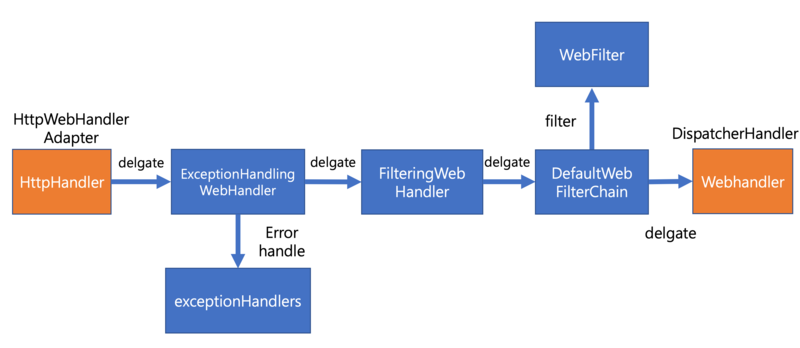 WebFilter
HttpWebHandler
Adapter
filter
DispatcherHandler
delgate
delgate
delgate
HttpHandler
ExceptionHandling
WebHandler
FilteringWeb
Handler
DefaultWeb
FilterChain
Webhandler
Error
handle
delgate
exceptionHandlers